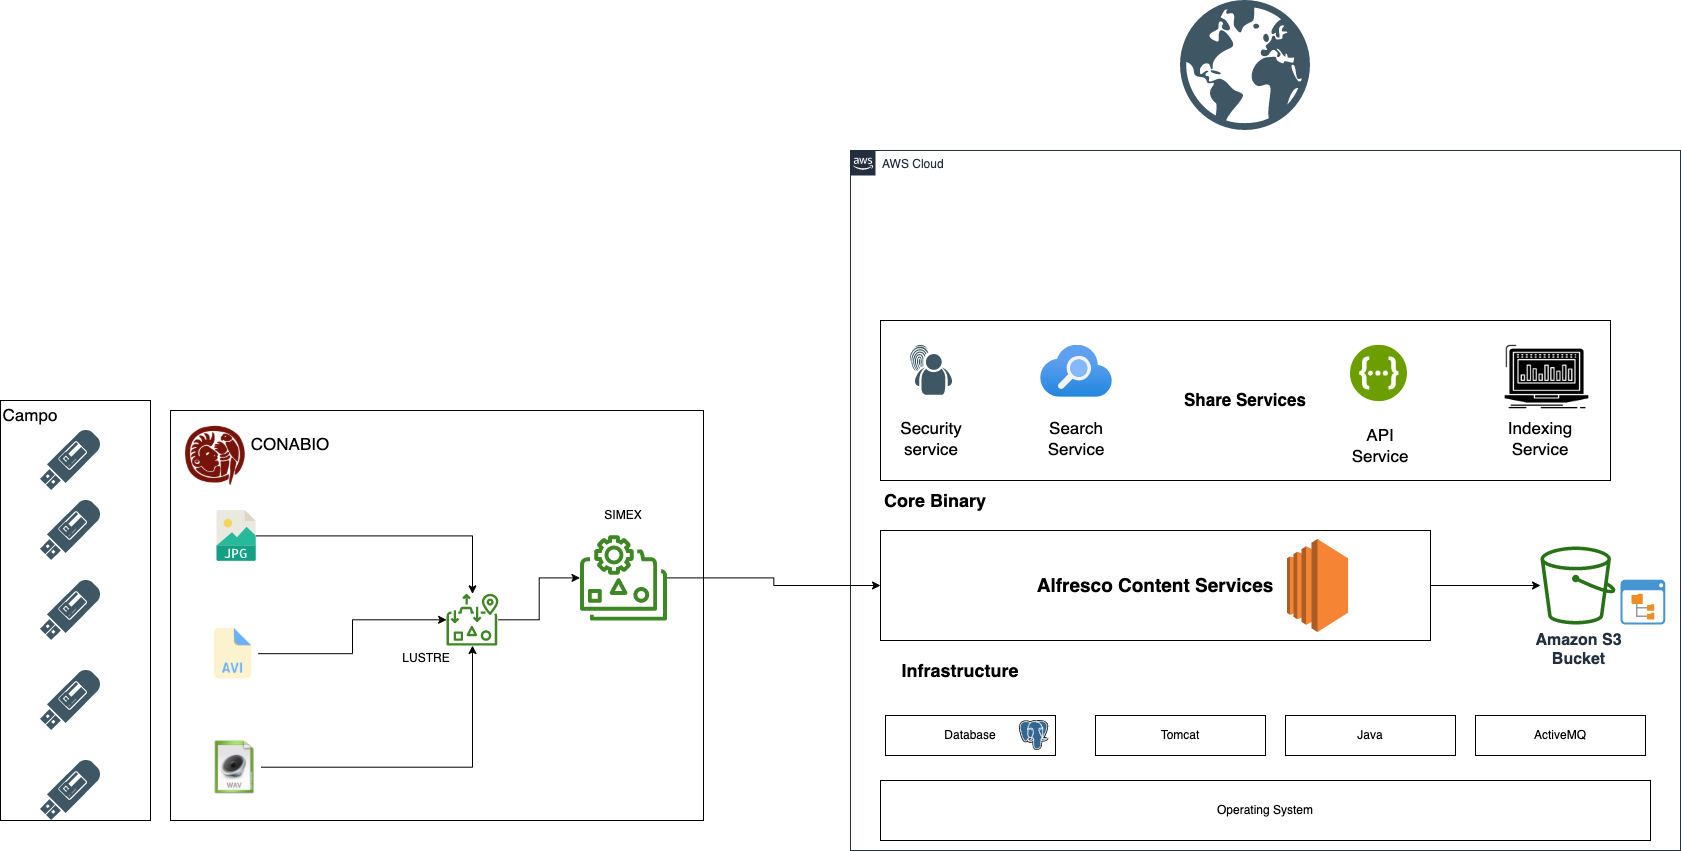 aws
AWS Cloud
Security
service
Search
Service
Share Services
API
Service
Indexing
Service
Campo
CONABIO
Core Binary
SIMEX
JPG
Alfresco Content Services
Amazon S3
Bucket
LUSTRE
AVI
Infrastructure
Database
Tomcat
Java
ActiveMQ
WAV
Operating System